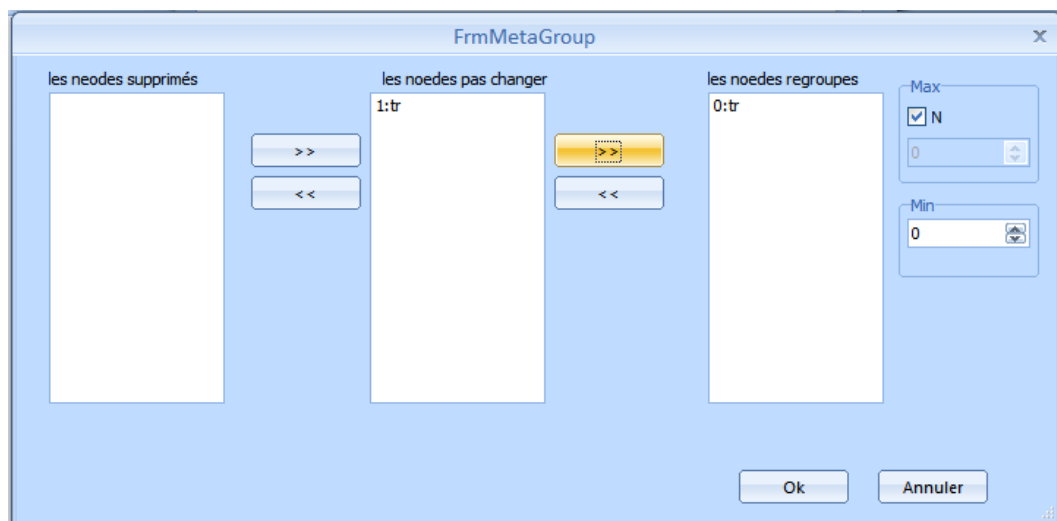 FrmMetaGroup
x
les neodes supprimés
les noedes pas changer
les noedes regroupes
Max
1:tr
0:tr
N
>>
>>
0
<<
<<
Min
0
Ok
Annuler